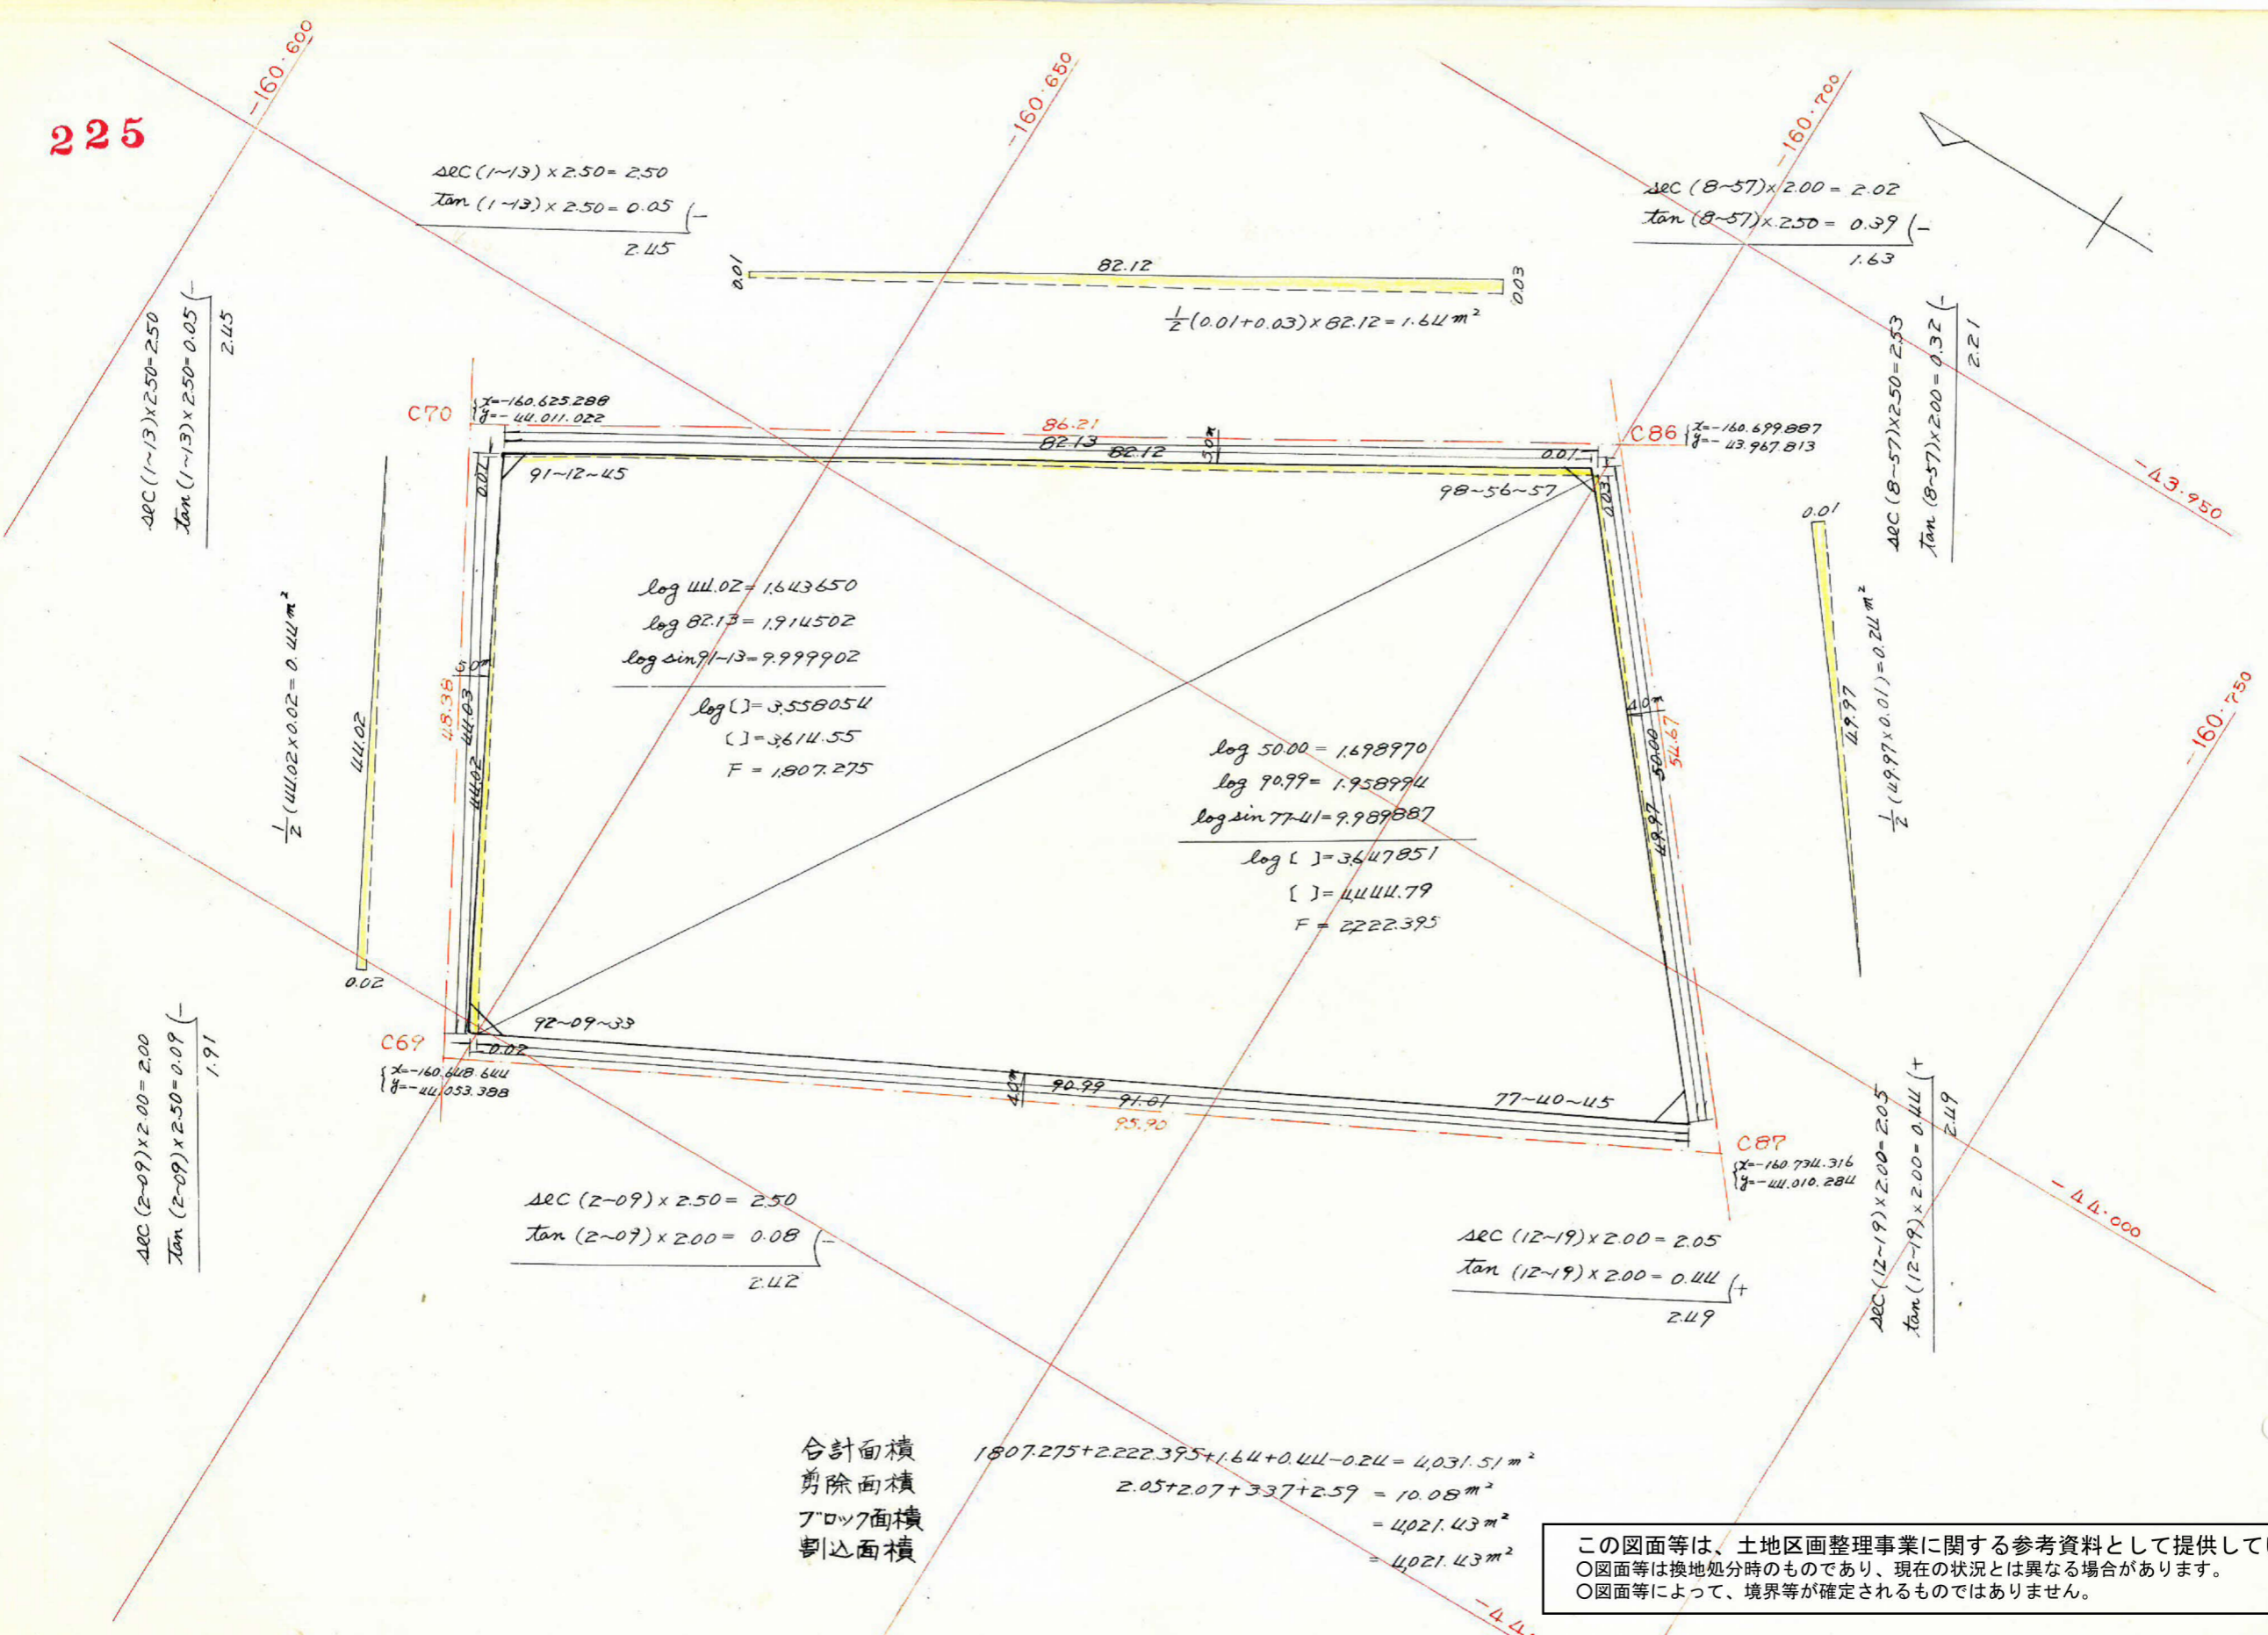 225
-160.600
-160.650
-160.700
sec (1~13) × 2.50 = 2.50
tan (1~13) × 2.50 = 0.05 (-
2.45
sec (8~57) × 2.00 = 2.02
tan (8~57) × 2.50 = 0.39 (-
1.63
0.01
82.12
0.03
1/2 (0.01+0.03) × 82.12 = 1.64 m²
sec (1~13) × 2.50 = 2.50
tan (1~13) × 2.50 = 0.05 (-
2.45
sec (8~57) × 2.50 = 2.53
tan (8~57) × 2.00 = 0.32 (-
2.21
C70
x=-160.625.288
y=-44.011.022
86.21
82.13
82.12
5.0m
0.01
C86
x=-160.699.887
y=-43.967.813
-43.950
91~12~45
98~56~57
0.03
0.01
log 44.02 = 1.643650
log 82.13 = 1.914502
log sin 91~13 = 9.999902
log [ ] = 3.558054
[ ] = 3,614.55
F = 1,807.275
1/2 (44.02 × 0.02 = 0.44 m²
44.02
0.02
48.38
44.03
44.02
log 50.00 = 1.698970
log 90.99 = 1.958994
log sin 77~41 = 9.989887
log [ ] = 3.647851
[ ] = 4,444.79
F = 2,222.395
4.0m
50.00
54.67
49.97
49.97
1/2 (49.97 × 0.01) = 0.24 m²
-160.750
92~09~33
C69
0.02
x=-160.648.644
y=-44.053.388
4.0m
90.99
91.01
95.90
77~40~45
C87
x=-160.734.316
y=-44.010.284
sec (2~09) × 2.00 = 2.00
tan (2~09) × 2.50 = 0.09 (-
1.91
sec (2~09) × 2.50 = 2.50
tan (2~09) × 2.00 = 0.08 (-
2.42
sec (12~19) × 2.00 = 2.05
tan (12~19) × 2.00 = 0.44 (+
2.49
sec (12~19) × 2.00 = 2.05
tan (12~19) × 2.00 = 0.44 (+
2.49
-44.000
合計面積 1807.275+2.222.395+1.64+0.44-0.24 = 4,031.51 m²
剪除面積 2.05+2.07+3.37+2.59 = 10.08 m²
ブロック面積 = 4,021.43 m²
割込面積 = 4,021.43 m²
この図面等は、土地区画整理事業に関する参考資料として提供して
○図面等は換地処分時のものであり、現在の状況とは異なる場合があります。
○図面等によって、境界等が確定されるものではありません。